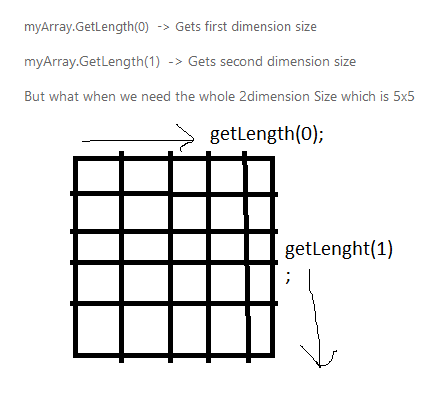 myArray.GetLength(0)  -> Gets first dimension size
myArray.GetLength(1)  -> Gets second dimension size
But what when we need the whole 2dimension Size which is 5x5
getLength(0);
getLenght(1)
;